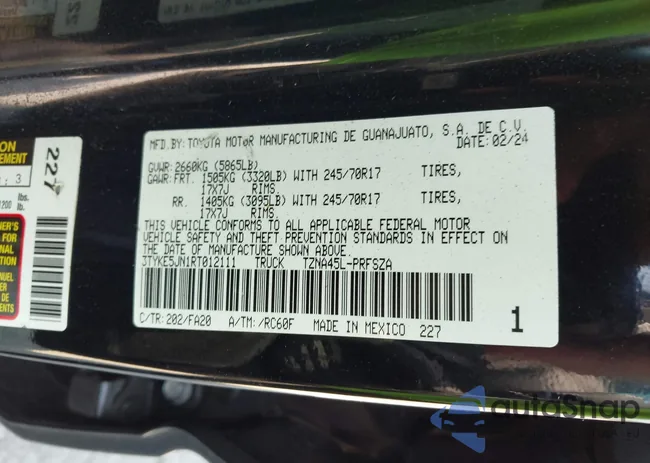 MFD.BY: TOYOTA MOTOR MANUFACTURING DE GUANAJUATO, S.A. DE C.V.
DATE: 02/24
GVWR: 2660KG (5865LB)
GAWR: FRT. 1505KG (3320LB) WITH 245/70R17 TIRES,
17X7J RIMS.
RR. 1405KG (3095LB) WITH 245/70R17 TIRES,
17X7J RIMS.
THIS VEHICLE CONFORMS TO ALL APPLICABLE FEDERAL MOTOR
VEHICLE SAFETY AND THEFT PREVENTION STANDARDS IN EFFECT ON
THE DATE OF MANUFACTURE SHOWN ABOVE.
3TYKE5JN1RT012111 TRUCK TZNA45L-PRFSZA
C/TR: 202/FA20 A/TM: /RC60F MADE IN MEXICO 227
1
227
: 3
1200 lbs.
autoSnap